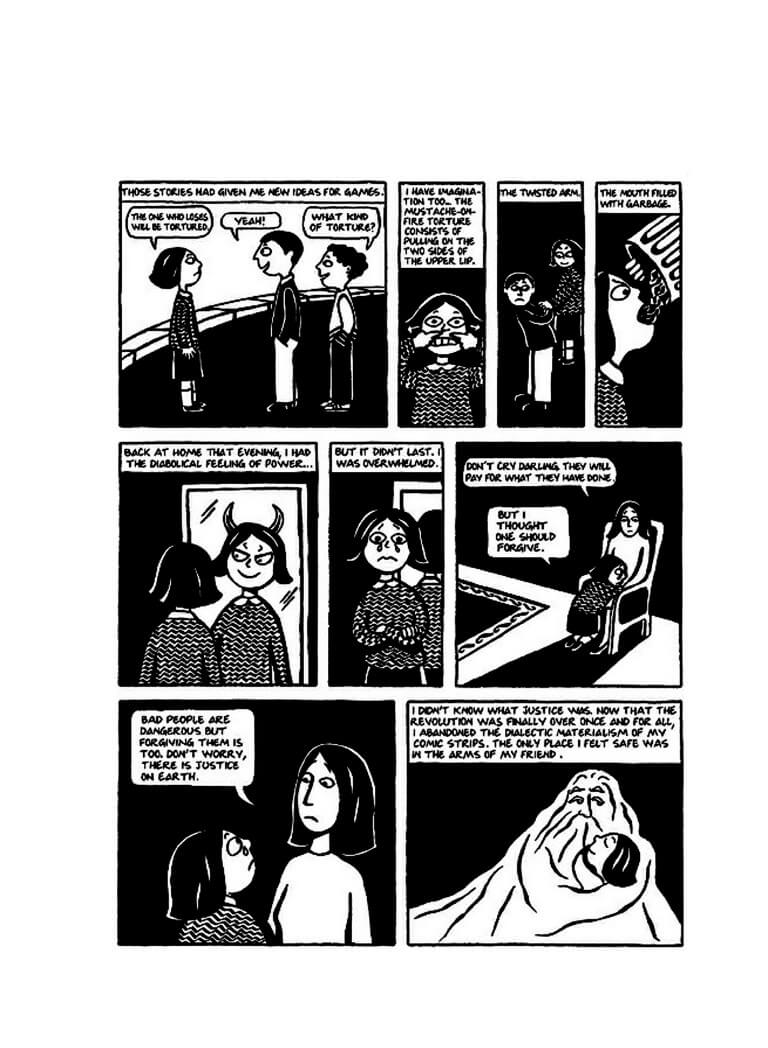 THOSE STORIES HAD GIVEN ME NEW IDEAS FOR GAMES.
THE ONE WHO LOSES
WILL BE TORTURED.
YEAH!
WHAT KIND
OF TORTURE?
I HAVE IMAGINA-
TION TOO... THE
MUSTACHE-ON-
FIRE TORTURE
CONSISTS OF
PULLING ON THE
TWO SIDES OF
THE UPPER LIP.
THE TWISTED ARM.
THE MOUTH FILLED
WITH GARBAGE.
BACK AT HOME THAT EVENING, I HAD
THE DIABOLICAL FEELING OF POWER...
BUT IT DIDN'T LAST. I
WAS OVERWHELMED.
DON'T CRY DARLING. THEY WILL
PAY FOR WHAT THEY HAVE DONE.
BUT I
THOUGHT
ONE SHOULD
FORGIVE.
BAD PEOPLE ARE
DANGEROUS BUT
FORGIVING THEM IS
TOO. DON'T WORRY,
THERE IS JUSTICE
ON EARTH.
I DIDN'T KNOW WHAT JUSTICE WAS. NOW THAT THE
REVOLUTION WAS FINALLY OVER ONCE AND FOR ALL,
I ABANDONED THE DIALECTIC MATERIALISM OF MY
COMIC STRIPS. THE ONLY PLACE I FELT SAFE WAS
IN THE ARMS OF MY FRIEND.